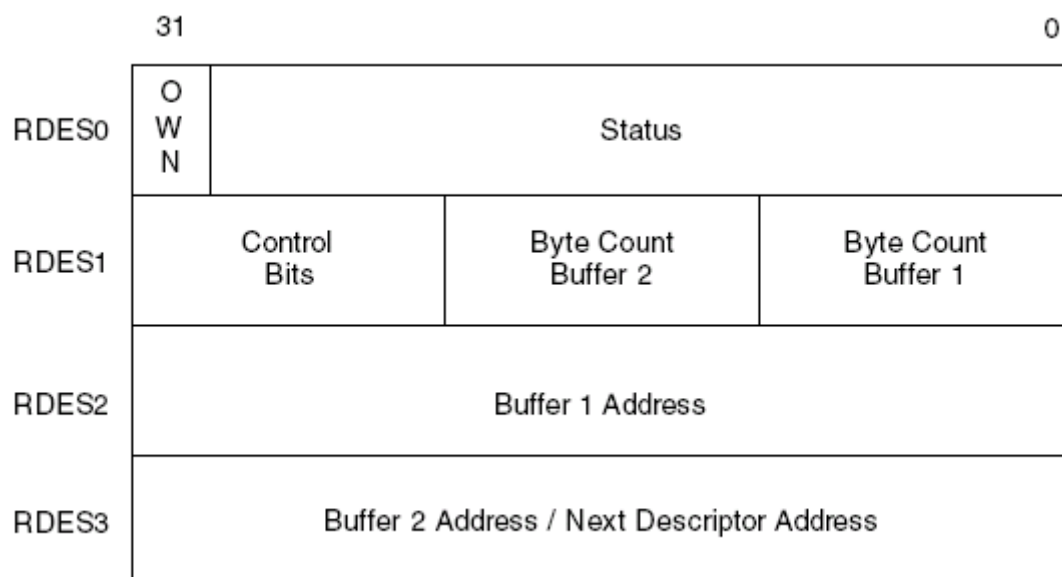 31 0
O
W
N
RDES0 Status
Control Bits
Byte Count Buffer 2
Byte Count Buffer 1
RDES1
RDES2 Buffer 1 Address
RDES3 Buffer 2 Address / Next Descriptor Address